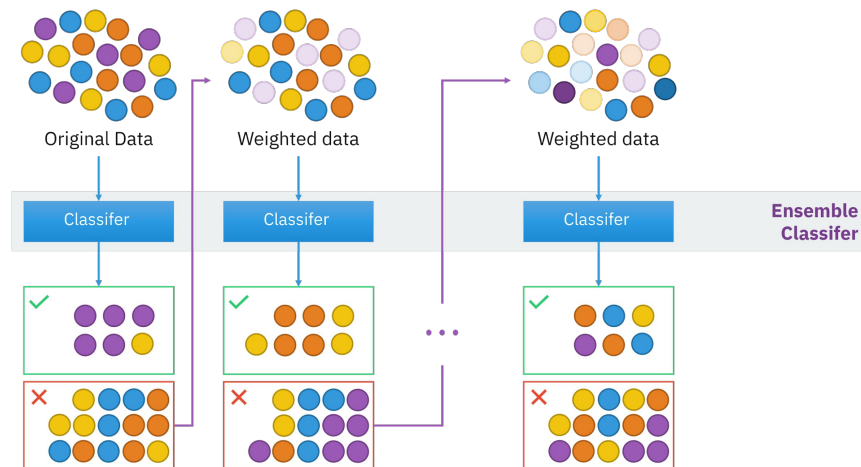 Original Data
Weighted data
Weighted data
Classifer
Classifer
Classifer
Ensemble
Classifer